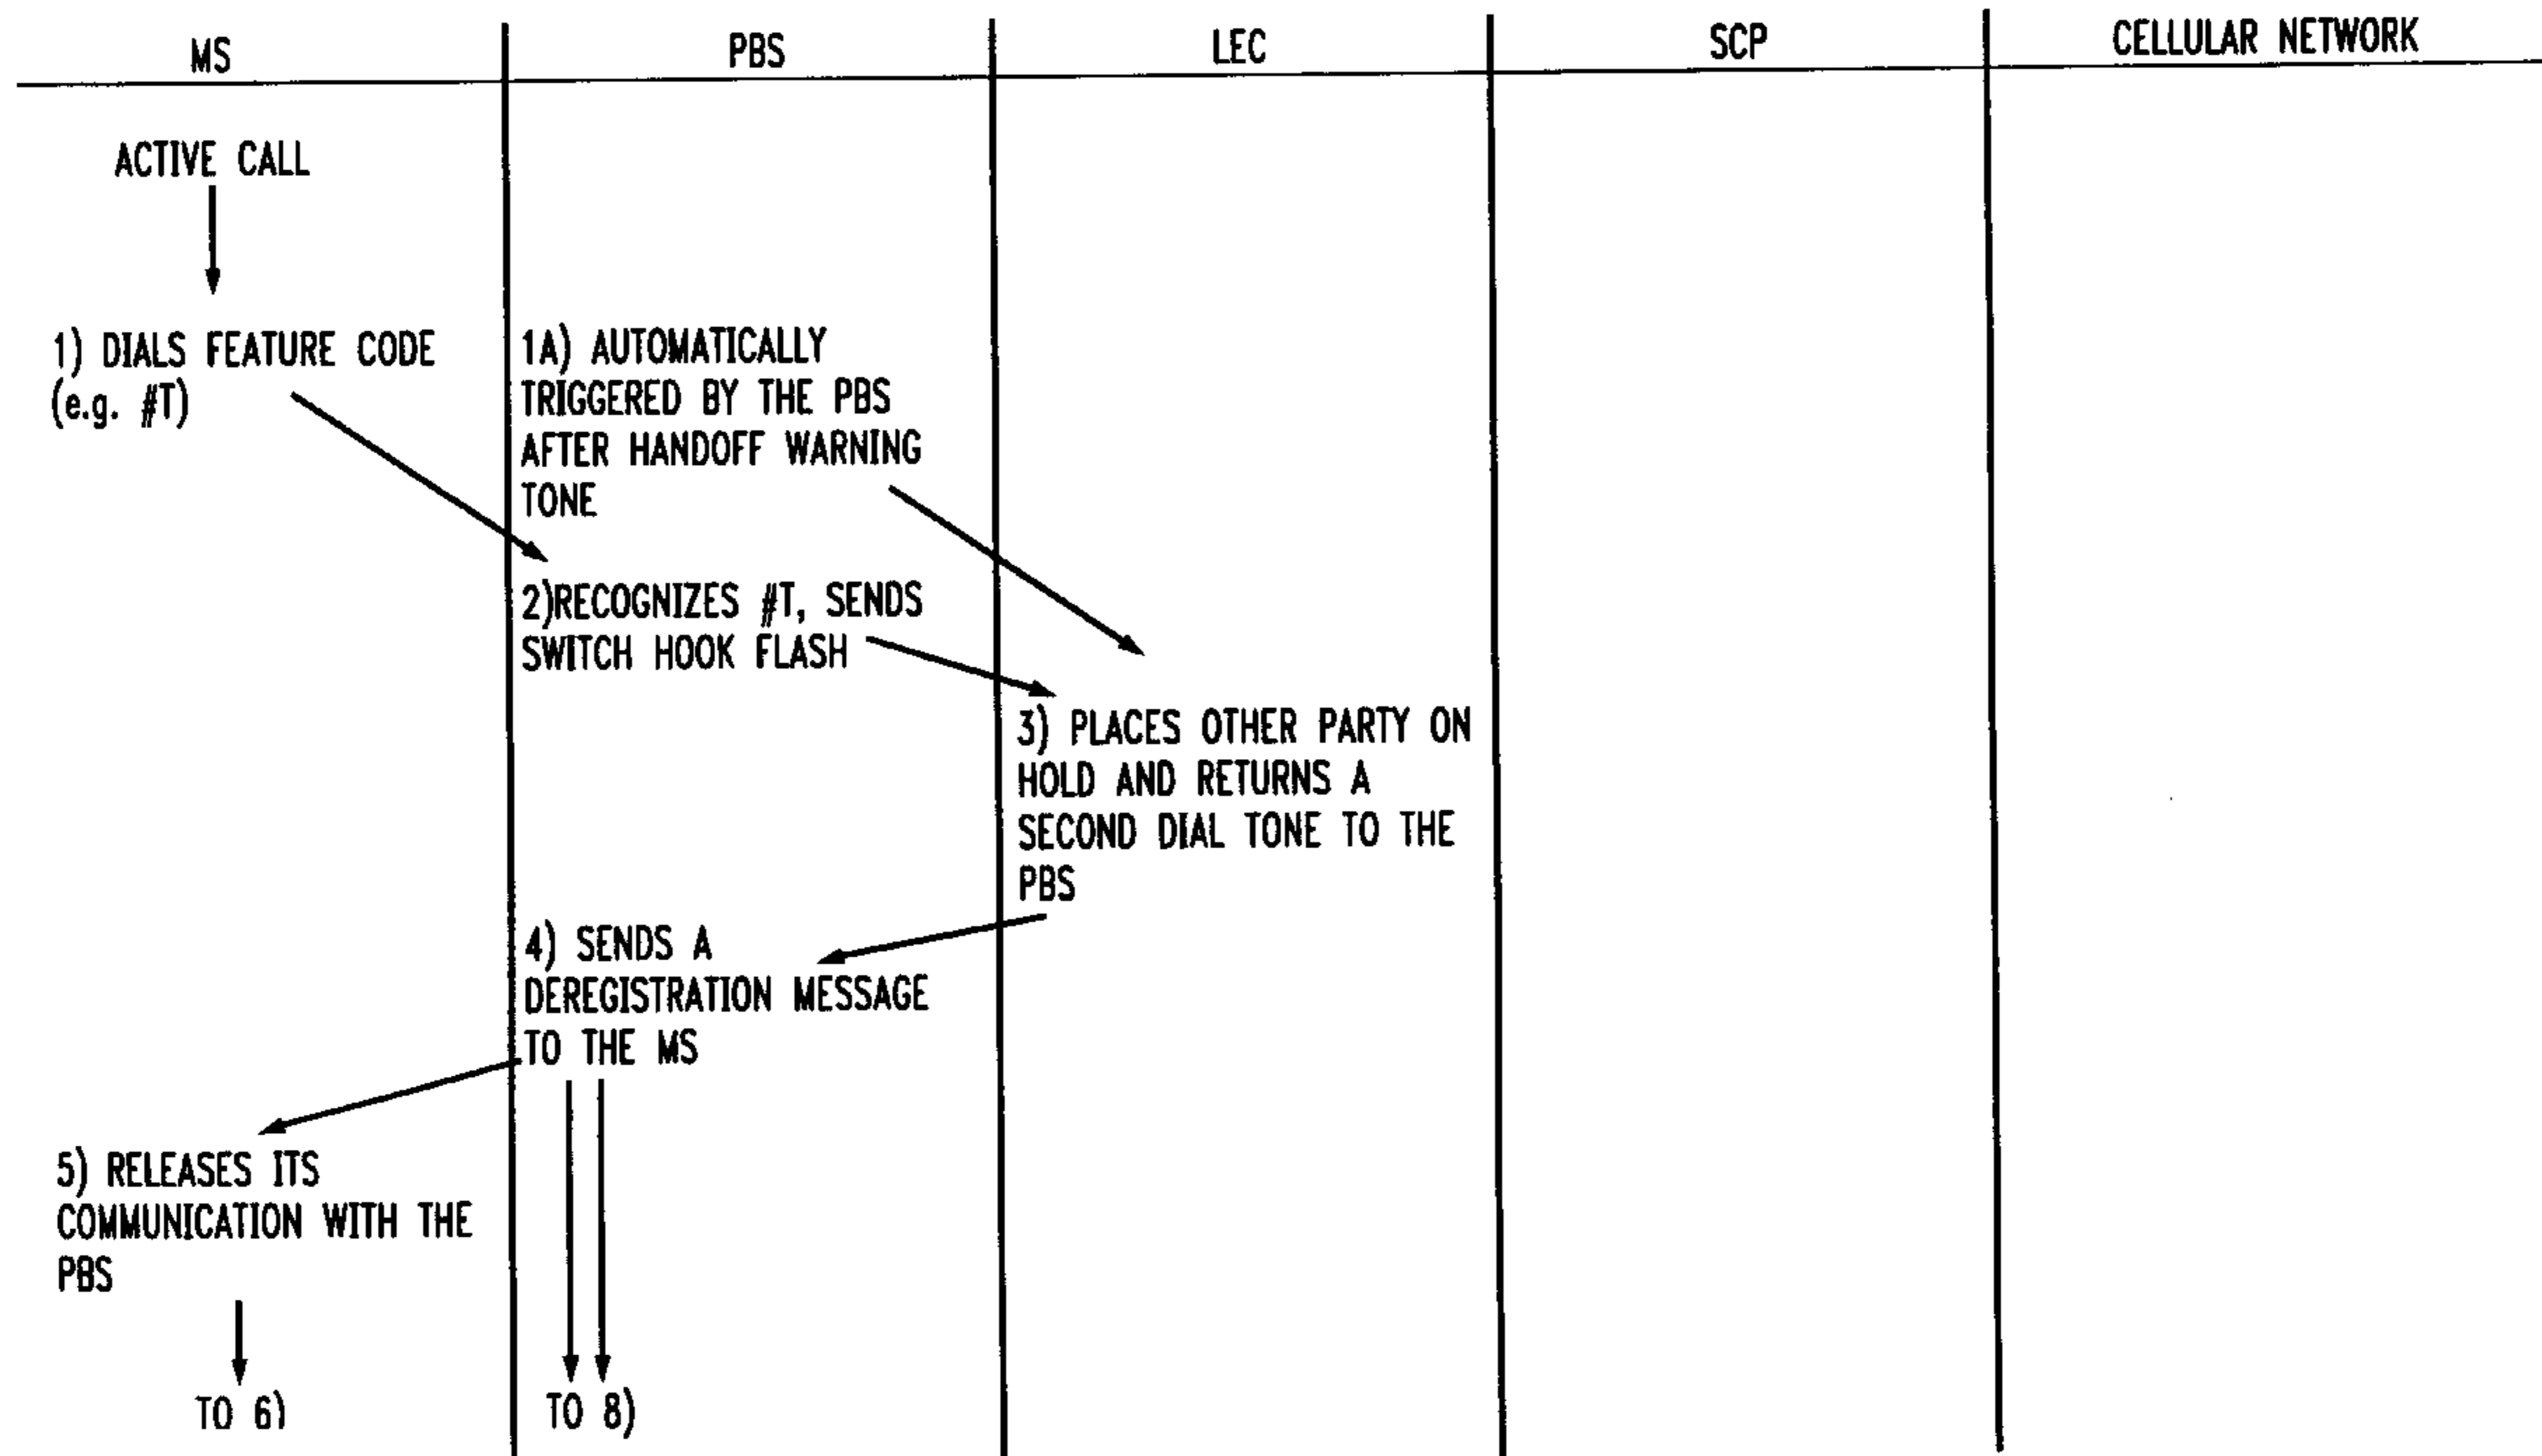 MS
PBS
LEC
SCP
CELLULAR NETWORK
ACTIVE CALL
1) DIALS FEATURE CODE
(e.g. #T)
1A) AUTOMATICALLY
TRIGGERED BY THE PBS
AFTER HANDOFF WARNING
TONE
2)RECOGNIZES #T, SENDS
SWITCH HOOK FLASH
3) PLACES OTHER PARTY ON
HOLD AND RETURNS A
SECOND DIAL TONE TO THE
PBS
4) SENDS A
DEREGISTRATION MESSAGE
TO THE MS
5) RELEASES ITS
COMMUNICATION WITH THE
PBS
TO 6)
TO 8)